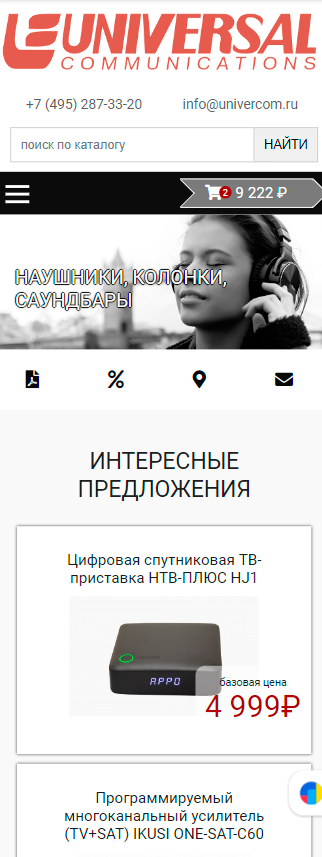 UNIVERSAL
COMMUNICATIONS
+7 (495) 287-33-20
info@univercom.ru
поиск по каталогу
НАЙТИ
2
9 222 ₽
НАУШНИКИ, КОЛОНКИ,
САУНДБАРЫ
ИНТЕРЕСНЫЕ
ПРЕДЛОЖЕНИЯ
Цифровая спутниковая ТВ-
приставка НТВ-ПЛЮС HJ1
APPO
базовая цена
4 999₽
Программируемый
многоканальный усилитель
(TV+SAT) IKUSI ONE-SAT-C60